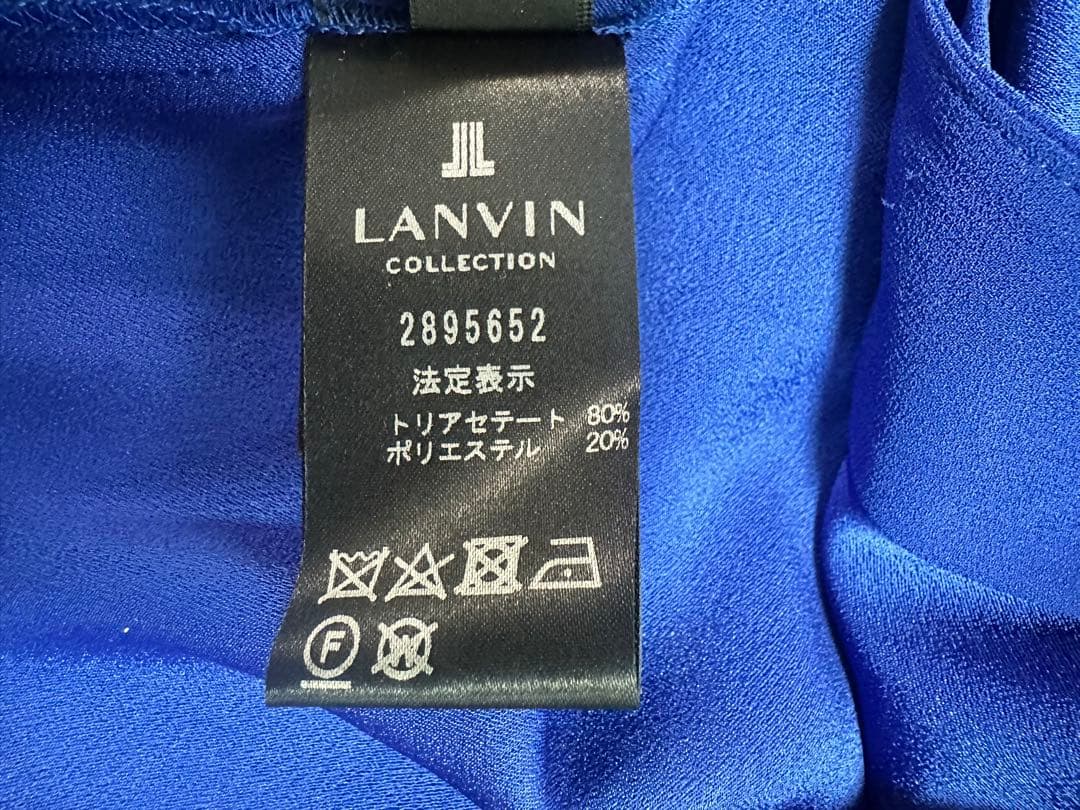 LANVIN
COLLECTION
2895652
法定表示
トリアセテート 80%
ポリエステル 20%
F
W